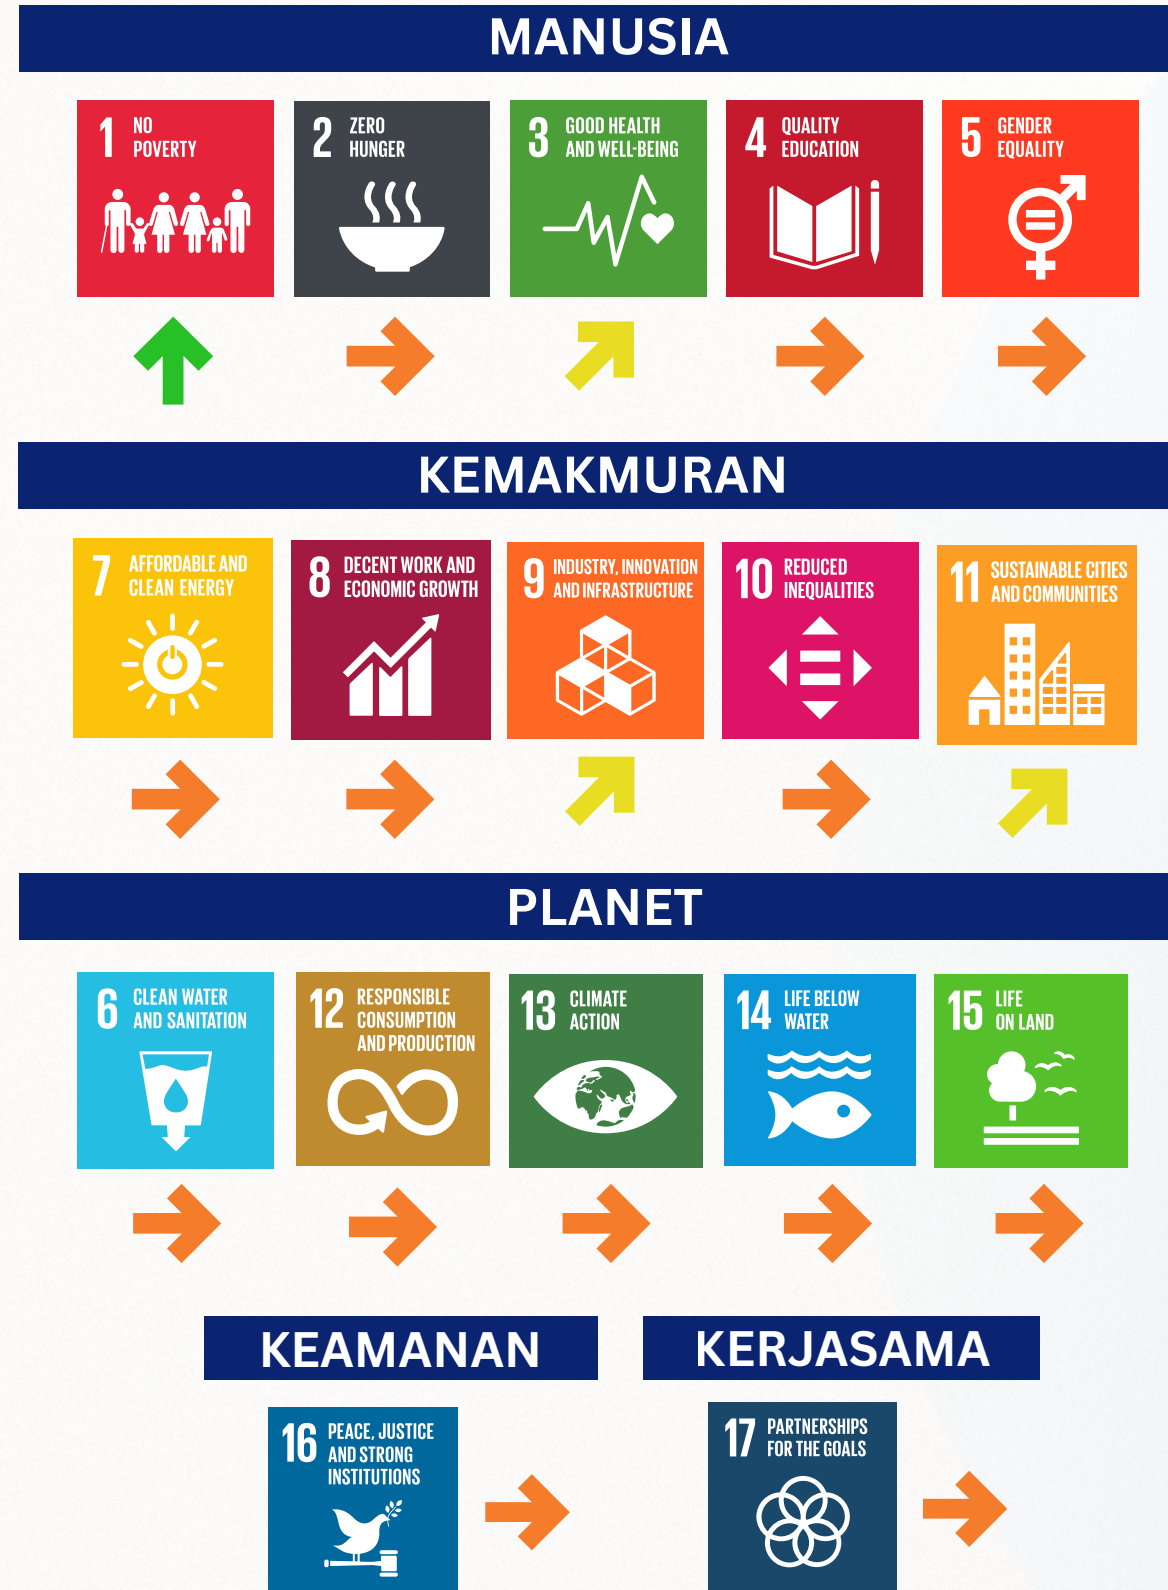 MANUSIA
1 NO
POVERTY
2 ZERO
HUNGER
3 GOOD HEALTH
AND WELL-BEING
4 QUALITY
EDUCATION
5 GENDER
EQUALITY
KEMAKMURAN
7 AFFORDABLE AND
CLEAN ENERGY
8 DECENT WORK AND
ECONOMIC GROWTH
9 INDUSTRY, INNOVATION
AND INFRASTRUCTURE
10 REDUCED
INEQUALITIES
11 SUSTAINABLE CITIES
AND COMMUNITIES
PLANET
6 CLEAN WATER
AND SANITATION
12 RESPONSIBLE
CONSUMPTION
AND PRODUCTION
13 CLIMATE
ACTION
14 LIFE BELOW
WATER
15 LIFE
ON LAND
KEAMANAN
16 PEACE, JUSTICE
AND STRONG
INSTITUTIONS
KERJASAMA
17 PARTNERSHIPS
FOR THE GOALS